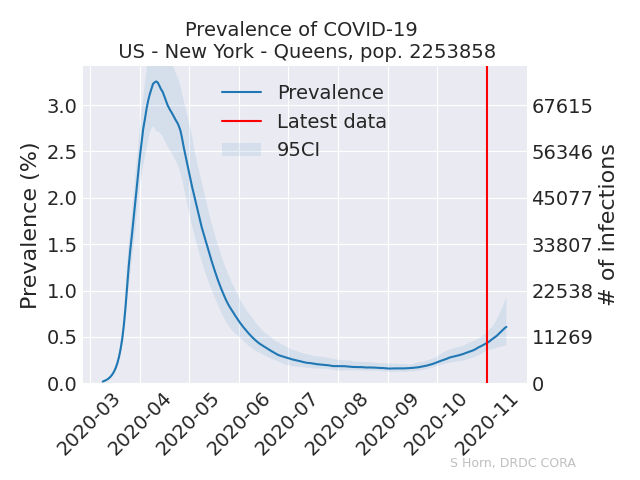 Prevalence of COVID-19
US - New York - Queens, pop. 2253858
Prevalence
Latest data
95CI
Prevalence (%)
3.0
2.5
2.0
1.5
1.0
0.5
0.0
67615
56346
45077
33807
22538
11269
0
# of infections
2020-03
2020-04
2020-05
2020-06
2020-07
2020-08
2020-09
2020-10
2020-11
S Horn, DRDC CORA